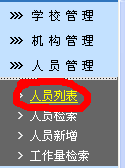 >>> 学 校 管 理
>>> 机 构 管 理
>>> 人 员 管 理
> 人员列表
> 人员检索
> 人员新增
> 工作量检索